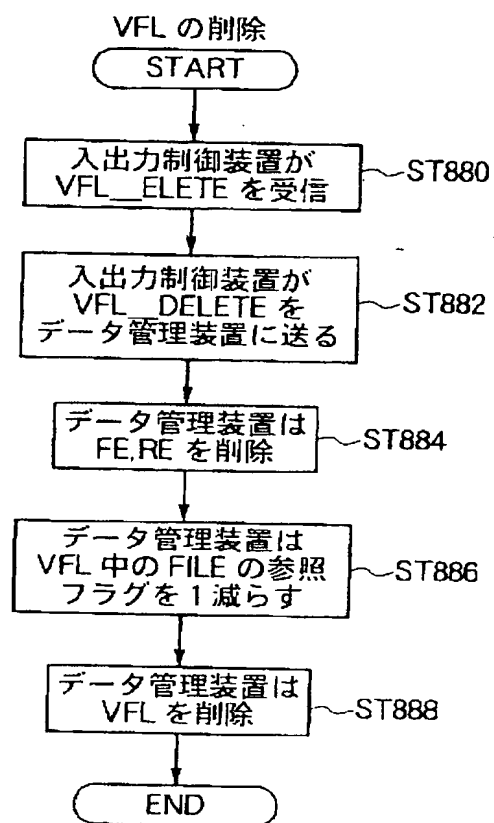 VFL の削除
START
入出力制御装置が
VFL__ELETE を受信
ST880
入出力制御装置が
VFL__DELETE を
データ管理装置に送る
ST882
データ管理装置は
FE,RE を削除
ST884
データ管理装置は
VFL 中の FILE の参照
フラグを 1 減らす
ST886
データ管理装置は
VFL を削除
ST888
END